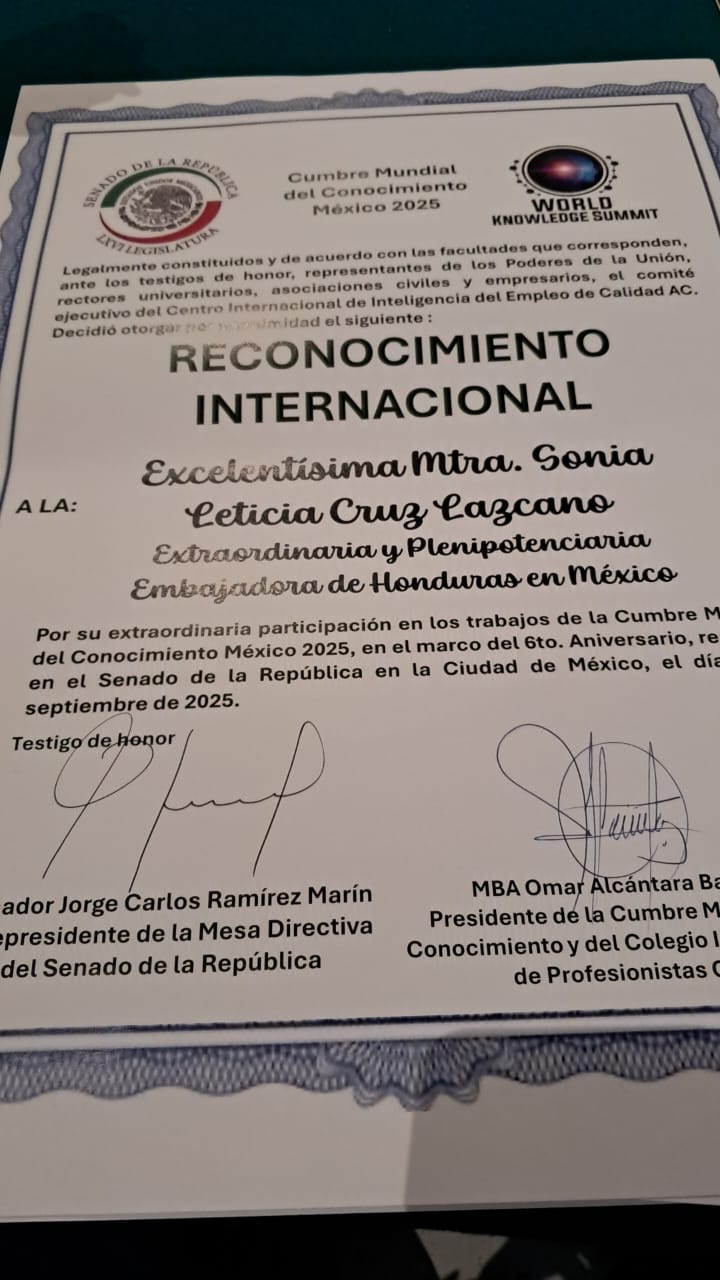 SENADO DE LA REPÚBLICA
LXVI LEGISLATURA
Cumbre Mundial
del Conocimiento
México 2025
WORLD
KNOWLEDGE SUMMIT
Legalmente constituidos y de acuerdo con las facultades que corresponden,
ante los testigos de honor, representantes de los Poderes de la Unión,
rectores universitarios, asociaciones civiles y empresarios, el comité
ejecutivo del Centro Internacional de Inteligencia del Empleo de Calidad AC.
Decidió otorgar por unanimidad el siguiente :
RECONOCIMIENTO
INTERNACIONAL
A LA:
Excelentísima Mtra. Sonia
Leticia Cruz Lazcano
Extraordinaria y Plenipotenciaria
Embajadora de Honduras en México
Por su extraordinaria participación en los trabajos de la Cumbre M
del Conocimiento México 2025, en el marco del 6to. Aniversario, re
en el Senado de la República en la Ciudad de México, el día
septiembre de 2025.
Testigo de honor
ador Jorge Carlos Ramírez Marín
epresidente de la Mesa Directiva
del Senado de la República
MBA Omar Alcántara Ba
Presidente de la Cumbre M
Conocimiento y del Colegio I
de Profesionistas C